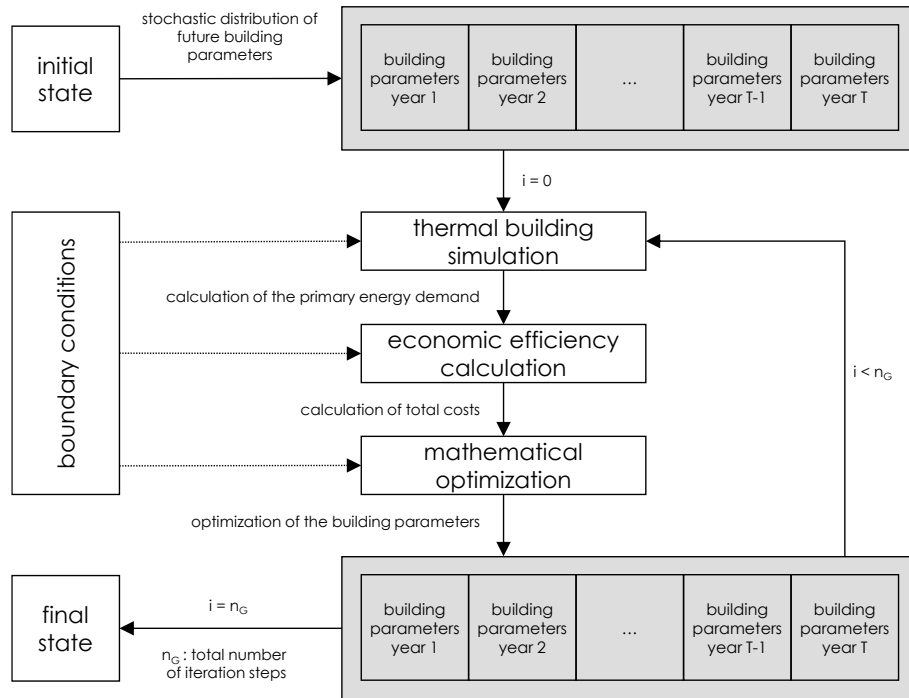 stochastic distribution of
future building
parameters
initial
state
building
parameters
year 1
building
parameters
year 2
...
building
parameters
year T-1
building
parameters
year T
i = 0
boundary conditions
thermal building
simulation
calculation of the primary energy demand
economic efficiency
calculation
i < nG
calculation of total costs
mathematical
optimization
optimization of the building parameters
final
state
i = nG
nG : total number
of iteration steps
building
parameters
year 1
building
parameters
year 2
...
building
parameters
year T-1
building
parameters
year T